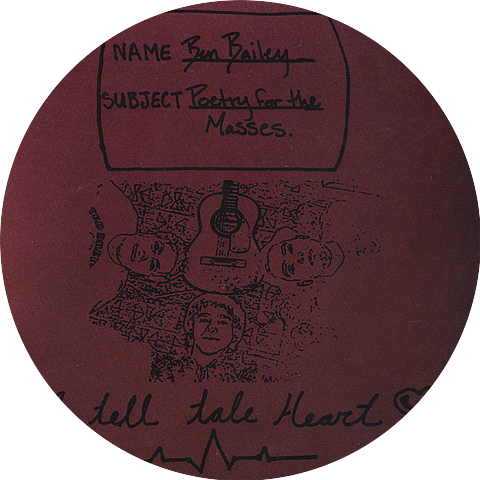 NAME Ben Bailey
SUBJECT Poetry for the
Masses.
tell tale Heart